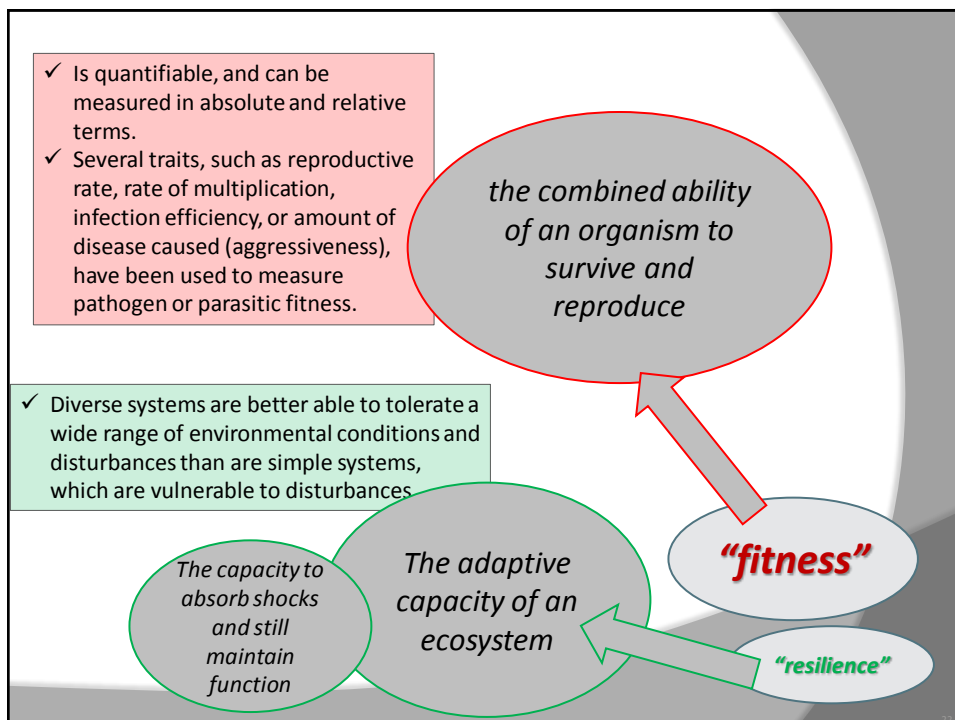 ✓ Is quantifiable, and can be
measured in absolute and relative
terms.
✓ Several traits, such as reproductive
rate, rate of multiplication,
infection efficiency, or amount of
disease caused (aggressiveness),
have been used to measure
pathogen or parasitic fitness.
the combined ability
of an organism to
survive and
reproduce
✓ Diverse systems are better able to tolerate a
wide range of environmental conditions and
disturbances than are simple systems,
which are vulnerable to disturbances
“fitness”
The adaptive
capacity of an
ecosystem
The capacity to
absorb shocks
and still
maintain
function
“resilience”